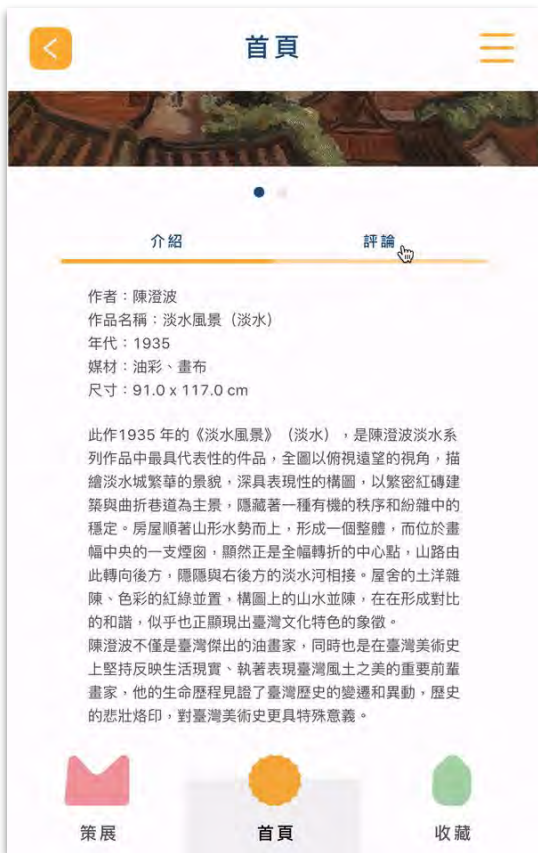 首頁
介紹
評論
作者：陳澄波
作品名稱：淡水風景（淡水）
年代：1935
媒材：油彩、畫布
尺寸：91.0 x 117.0 cm
此作1935 年的《淡水風景》（淡水），是陳澄波淡水系
列作品中最具代表性的件品，全圖以俯視遠望的視角，描
繪淡水城繁華的景貌，深具表現性的構圖，以繁密紅磚建
築與曲折巷道為主景，隱藏著一種有機的秩序和紛雜中的
穩定。房屋順著山形水勢而上，形成一個整體，而位於畫
幅中央的一支煙囪，顯然正是全幅轉折的中心點，山路由
此轉向後方，隱隱與右後方的淡水河相接。屋舍的土洋雜
陳、色彩的紅綠並置，構圖上的山水並陳，在在形成對比
的和諧，似乎也正顯現出臺灣文化特色的象徵。
陳澄波不僅是臺灣傑出的油畫家，同時也是在臺灣美術史
上堅持反映生活現實、執著表現臺灣風土之美的重要前輩
畫家，他的生命歷程見證了臺灣歷史的變遷和異動，歷史
的悲壯烙印，對臺灣美術史更具特殊意義。
策展
首頁
收藏